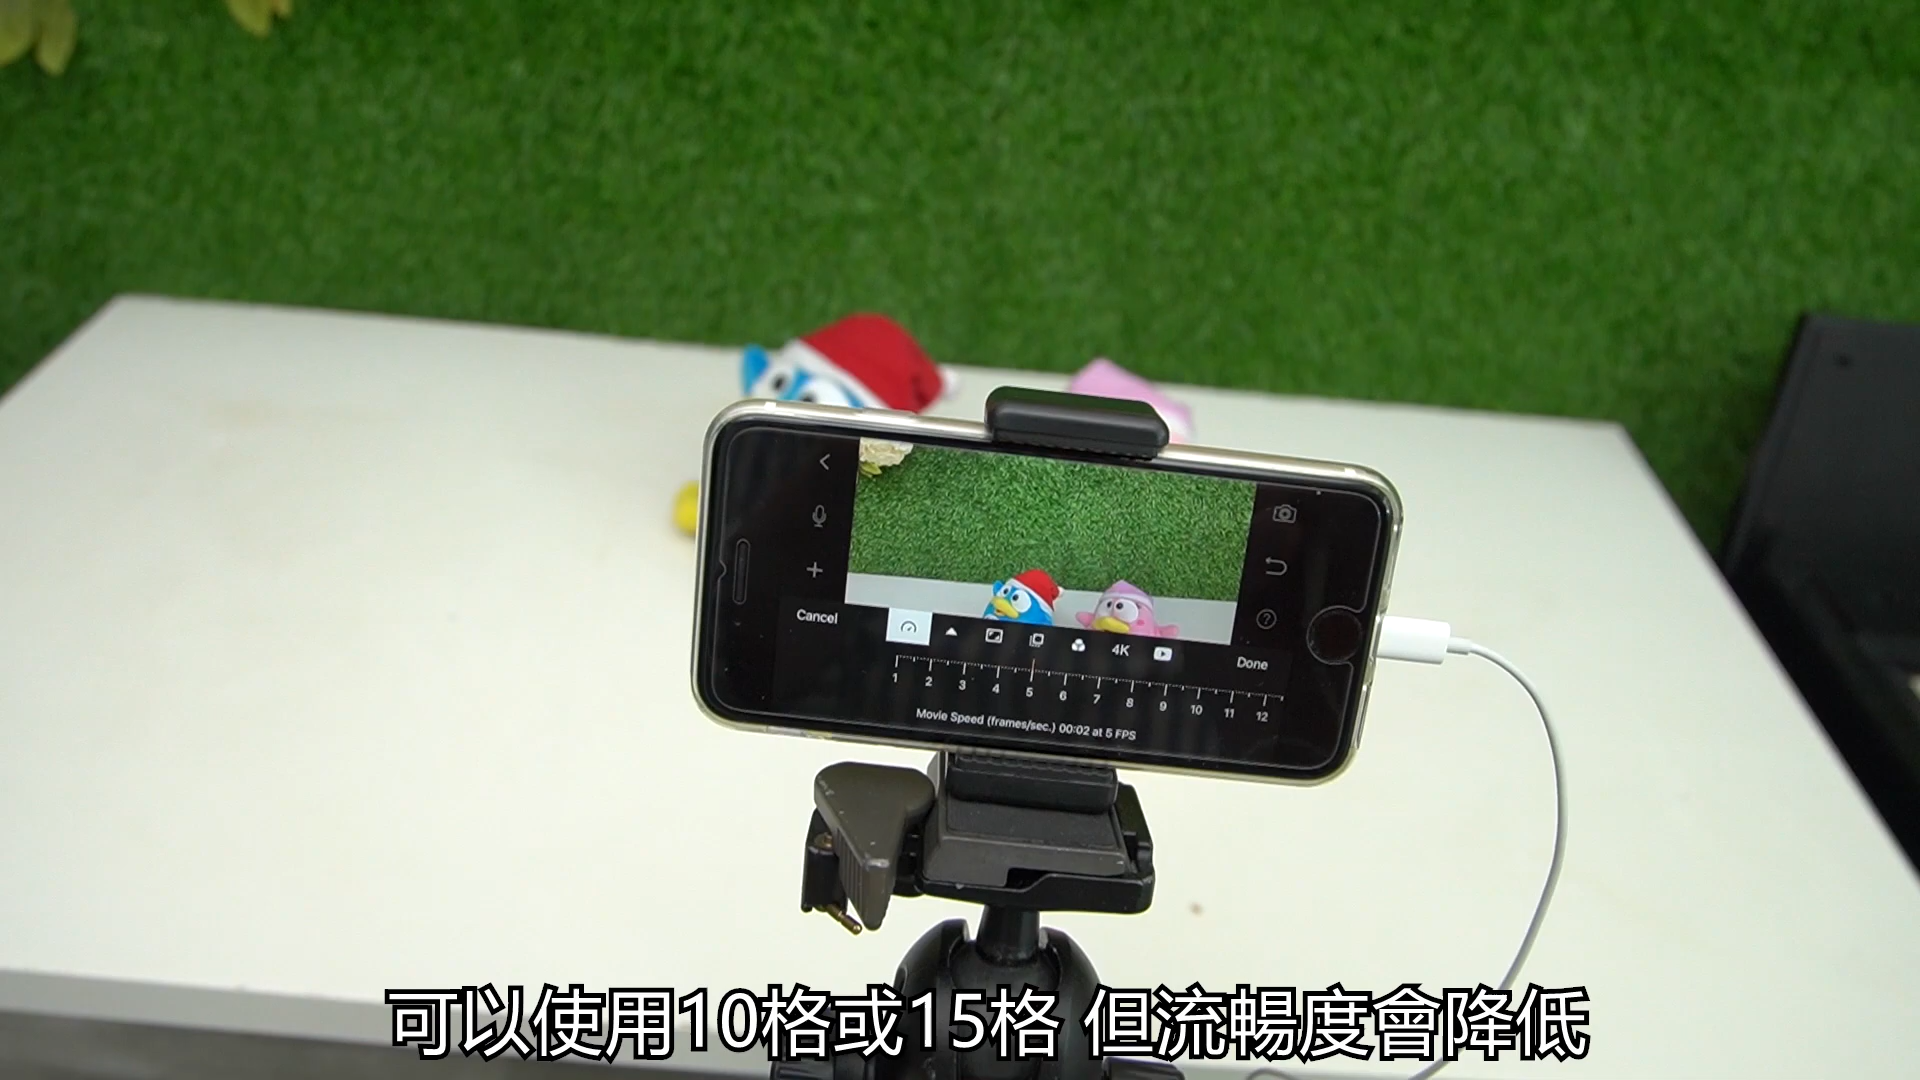 Cancel
4K
Done
1 2 3 4 5 6 7 8 9 10 11 12
Movie Speed (frames/sec.) 00:02 at 5 FPS
可以使用10格或15格 但流暢度會降低